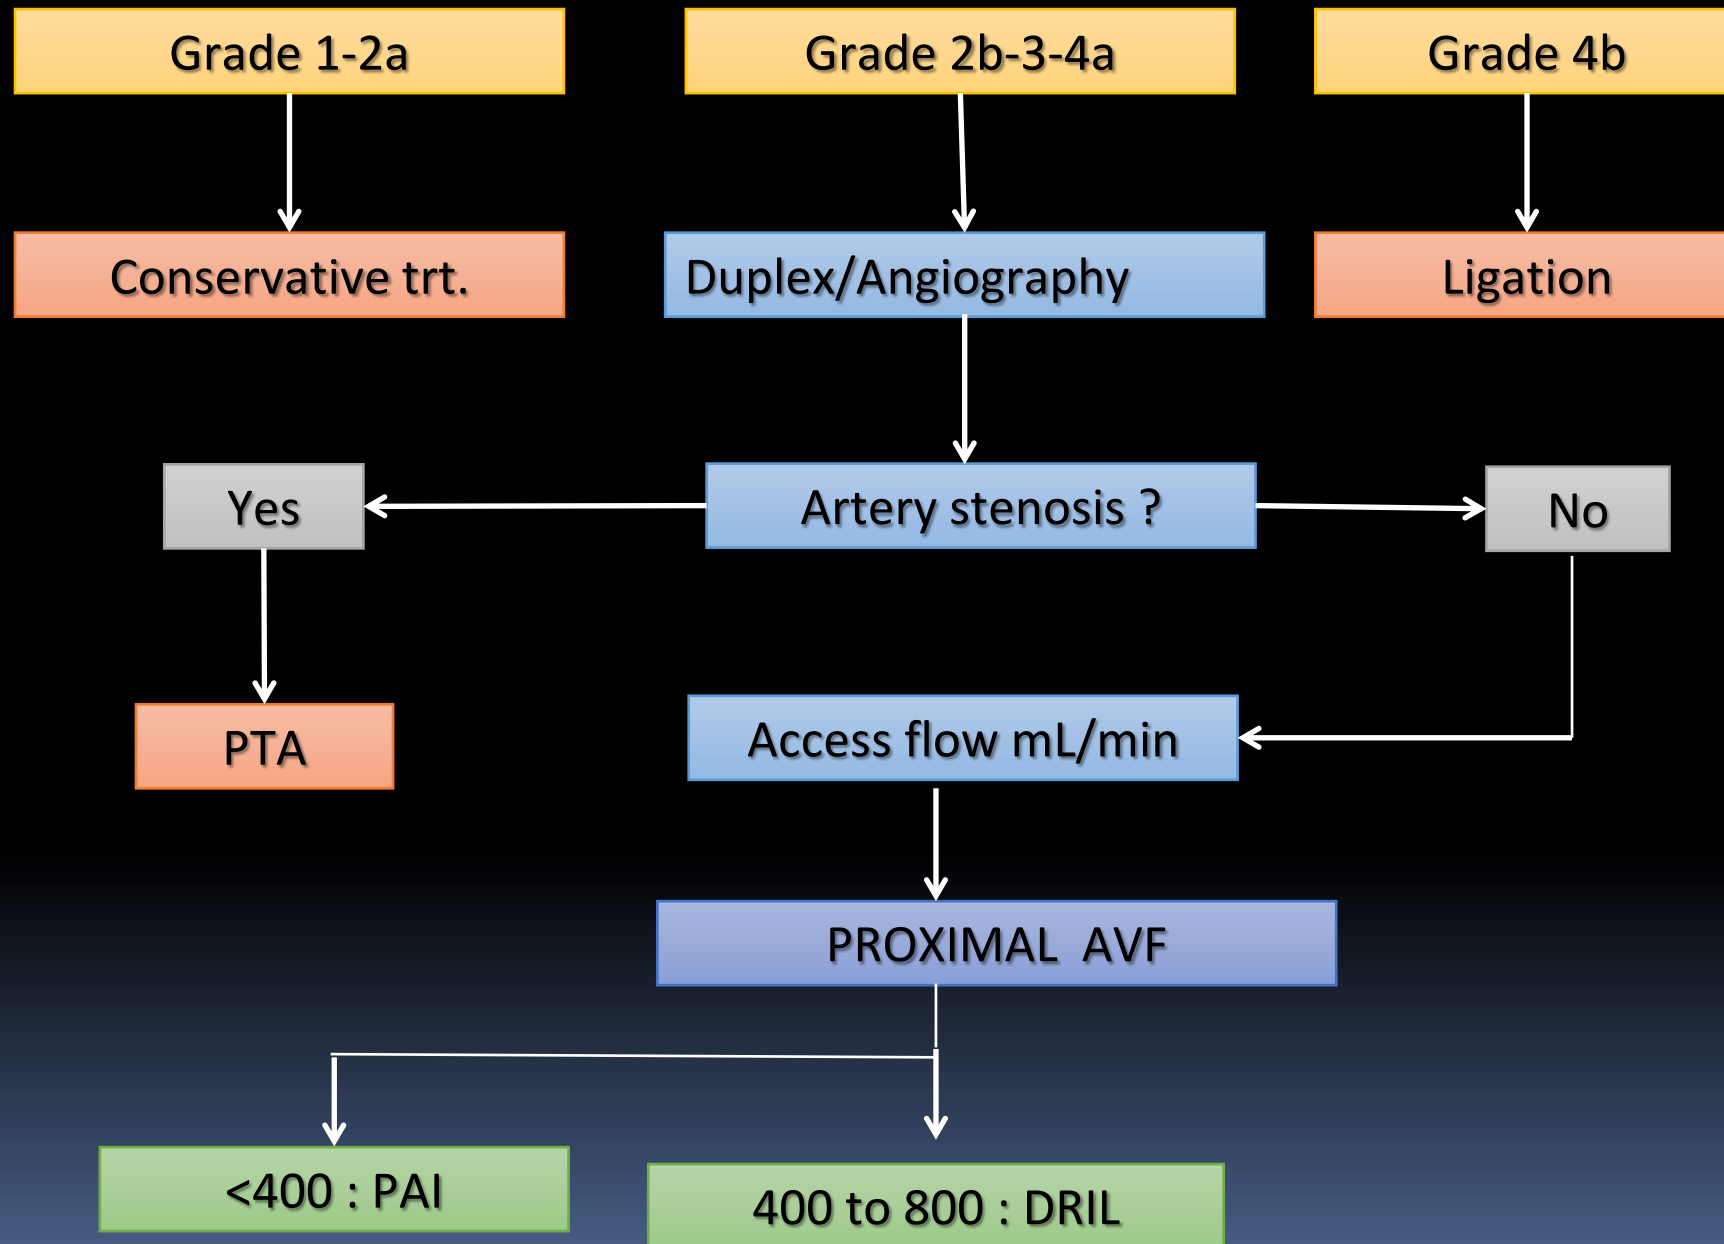 Grade 1-2a
Grade 2b-3-4a
Grade 4b
Conservative trt.
Duplex/Angiography
Ligation
Yes
Artery stenosis ?
No
PTA
Access flow mL/min
PROXIMAL AVF
<400 : PAI
400 to 800 : DRIL